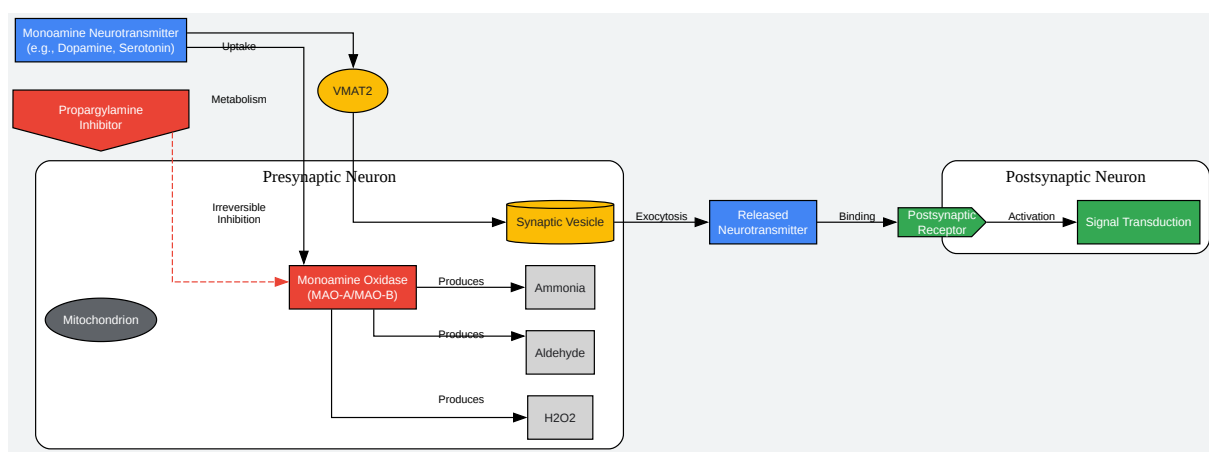 Monoamine Neurotransmitter
(e.g., Dopamine, Serotonin)
Uptake
VMAT2
Metabolism
Propargylamine
Inhibitor
Presynaptic Neuron
Postsynaptic Neuron
Irreversible
Inhibition
Synaptic Vesicle
Exocytosis
Released
Neurotransmitter
Binding
Postsynaptic
Receptor
Activation
Signal Transduction
Monoamine Oxidase
(MAO-A/MAO-B)
Produces
Ammonia
Mitochondrion
Produces
Aldehyde
Produces
H2O2